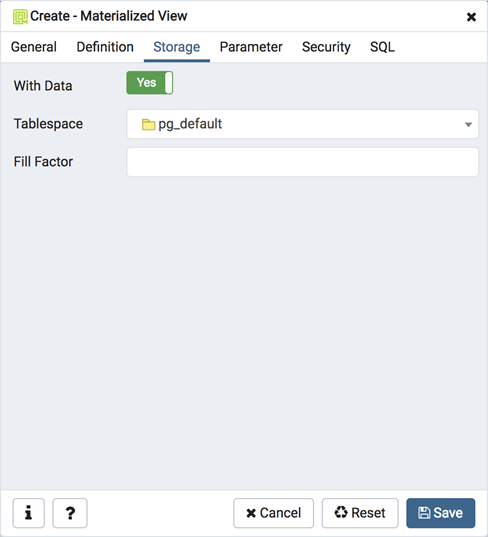 Create - Materialized View
General Definition Storage Parameter Security SQL
With Data Yes
Tablespace pg_default
Fill Factor
i ? Cancel Reset Save